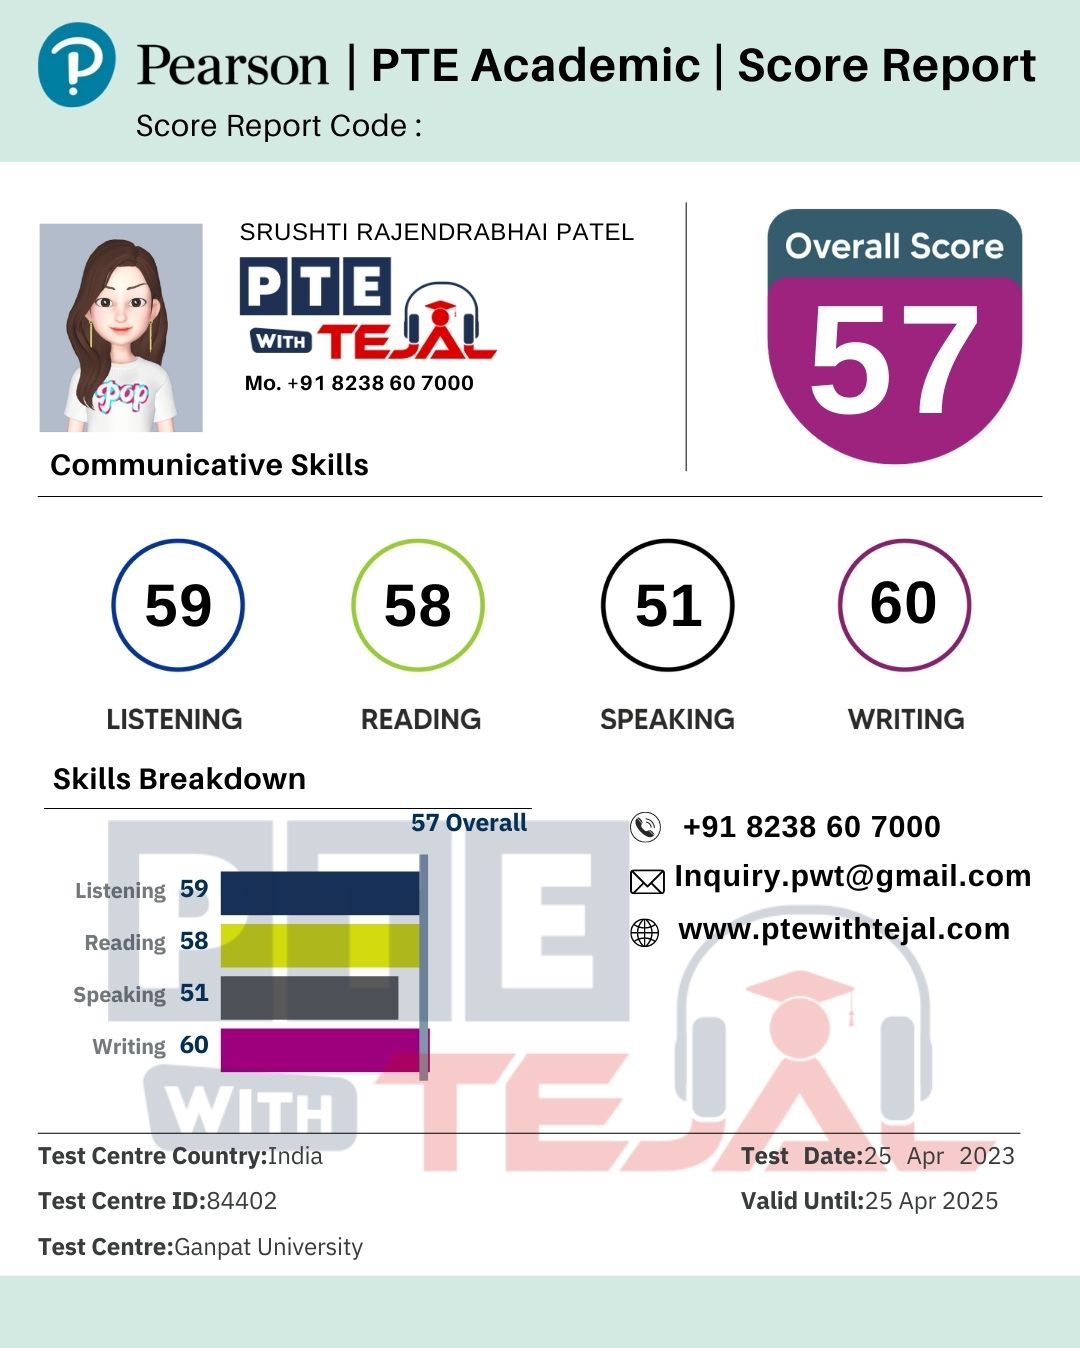 Pearson | PTE Academic | Score Report
Score Report Code :
SRUSHTI RAJENDRABHAI PATEL
PTE
WITH TEJAL
Mo. +91 8238 60 7000
Overall Score
57
Pop
Communicative Skills
59 58 51 60
LISTENING READING SPEAKING WRITING
Skills Breakdown
57 Overall
Listening 59
Reading 58
Speaking 51
Writing 60
+91 8238 60 7000
Inquiry.pwt@gmail.com
www.ptewithtejal.com
PTE
WITH TEJAL
Test Centre Country:India
Test Centre ID:84402
Test Centre:Ganpat University
Test Date:25 Apr 2023
Valid Until:25 Apr 2025